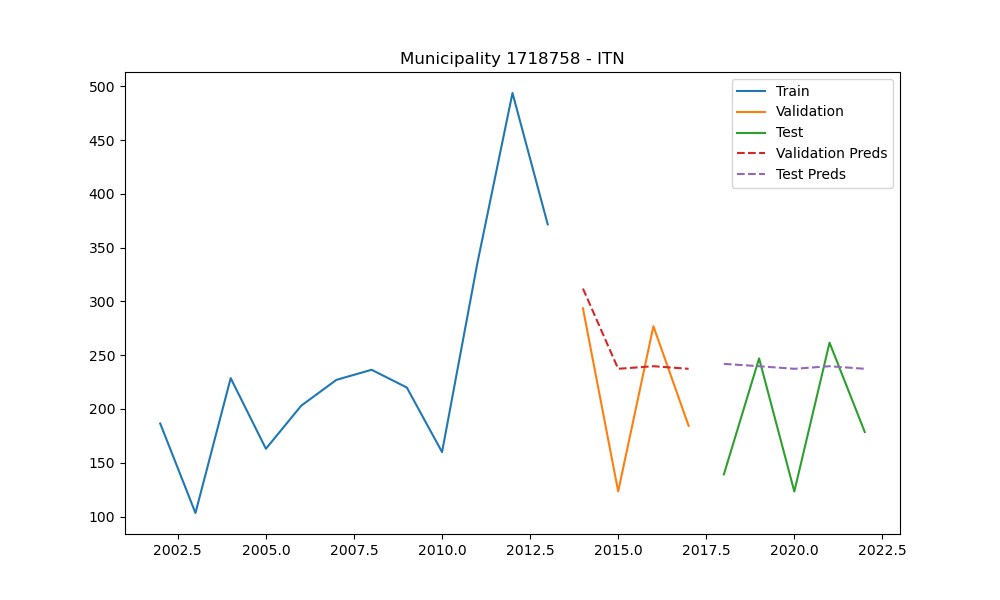 Municipality 1718758 - ITN
500
450
400
350
300
250
200
150
100
Train
Validation
Test
Validation Preds
Test Preds
2002.5 2005.0 2007.5 2010.0 2012.5 2015.0 2017.5 2020.0 2022.5